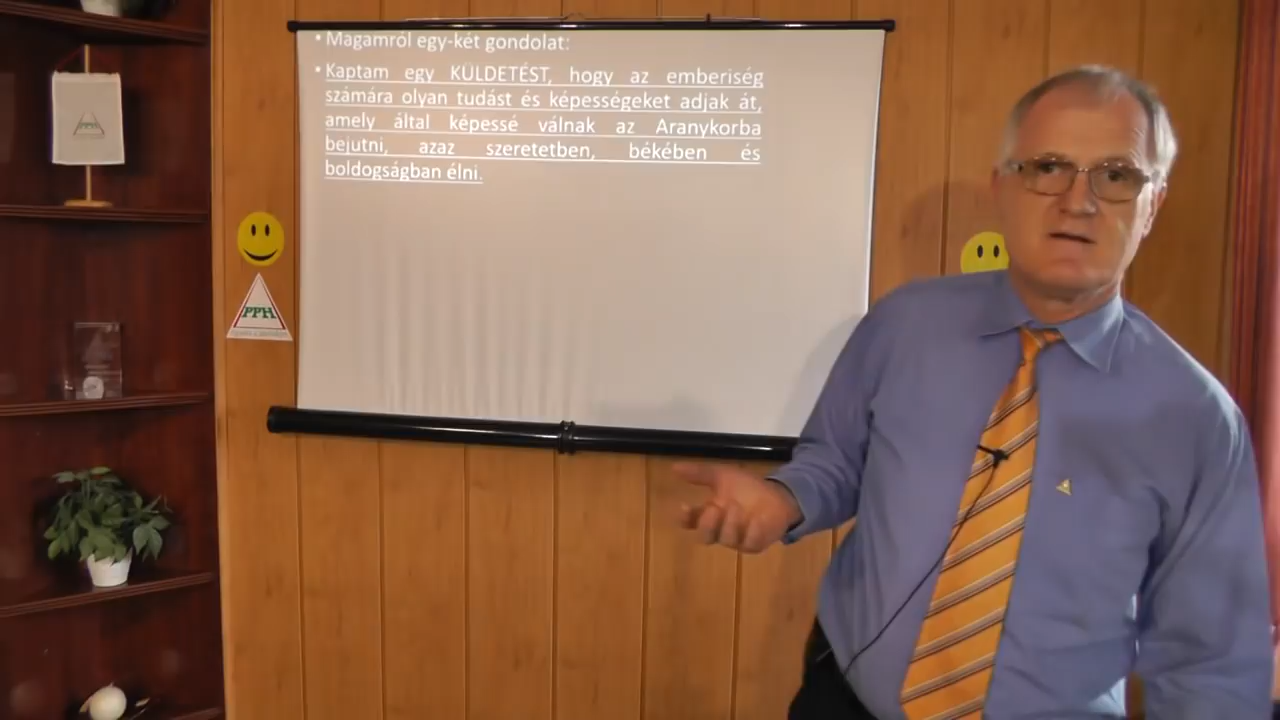 • Magamról egy-két gondolat:
• Kaptam egy KÜLDETÉST, hogy az emberiség
számára olyan tudást és képességeket adjak át,
amely által képessé válnak az Aranykorba
bejutni, azaz szeretetben, békében és
boldogságban élni.
PPH
PPH